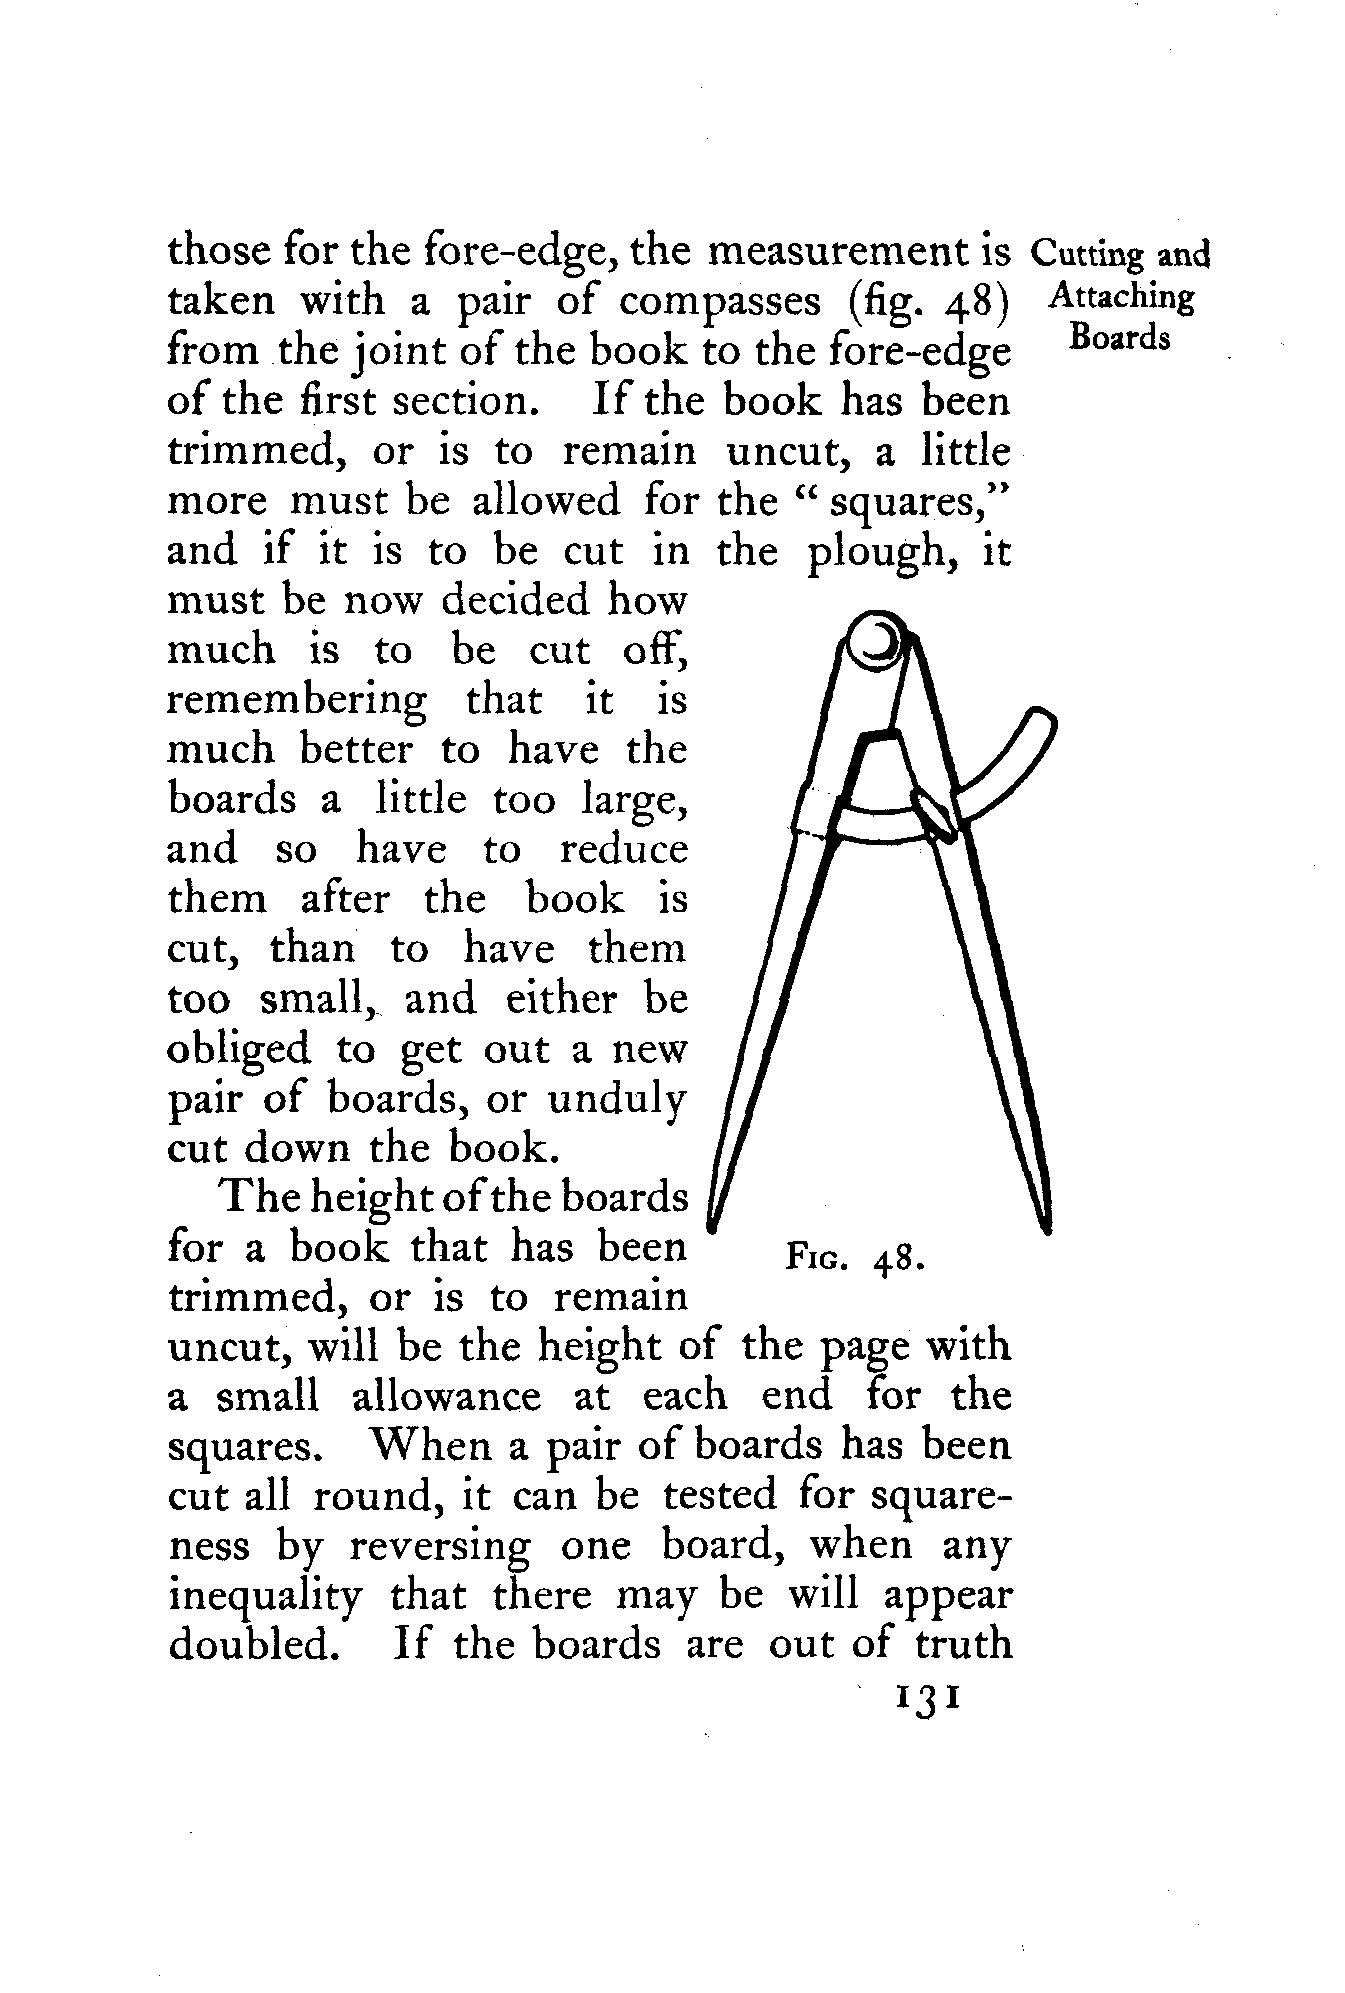 those for the fore-edge, the measurement is
taken with a pair of compasses (fig. 48)
from the joint of the book to the fore-edge
of the first section. If the book has been
trimmed, or is to remain uncut, a little
more must be allowed for the “ squares,”
and if it is to be cut in the plough, it
must be now decided how
much is to be cut off,
remembering that it is
much better to have the
boards a little too large,
and so have to reduce
them after the book is
cut, than to have them
too small, and either be
obliged to get out a new
pair of boards, or unduly
cut down the book.
The height of the boards
for a book that has been
trimmed, or is to remain
uncut, will be the height of the page with
a small allowance at each end for the
squares. When a pair of boards has been
cut all round, it can be tested for square-
ness by reversing one board, when any
inequality that there may be will appear
doubled. If the boards are out of truth
Cutting and
Attaching
Boards
Fig. 48.
131